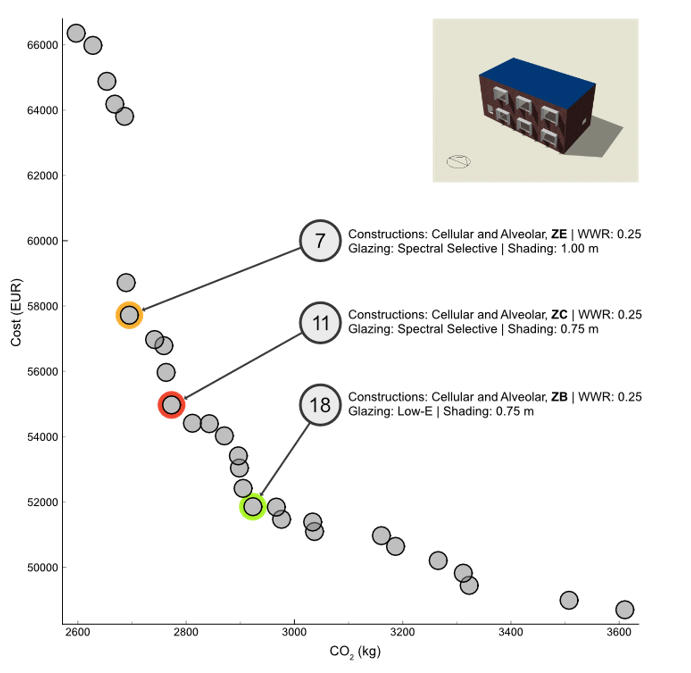 66000
64000
62000
60000
58000
56000
54000
52000
50000
Cost (EUR)
7
Constructions: Cellular and Alveolar, ZE | WWR: 0.25
Glazing: Spectral Selective | Shading: 1.00 m
11
Constructions: Cellular and Alveolar, ZC | WWR: 0.25
Glazing: Spectral Selective | Shading: 0.75 m
18
Constructions: Cellular and Alveolar, ZB | WWR: 0.25
Glazing: Low-E | Shading: 0.75 m
2600 2800 3000 3200 3400 3600
CO2 (kg)